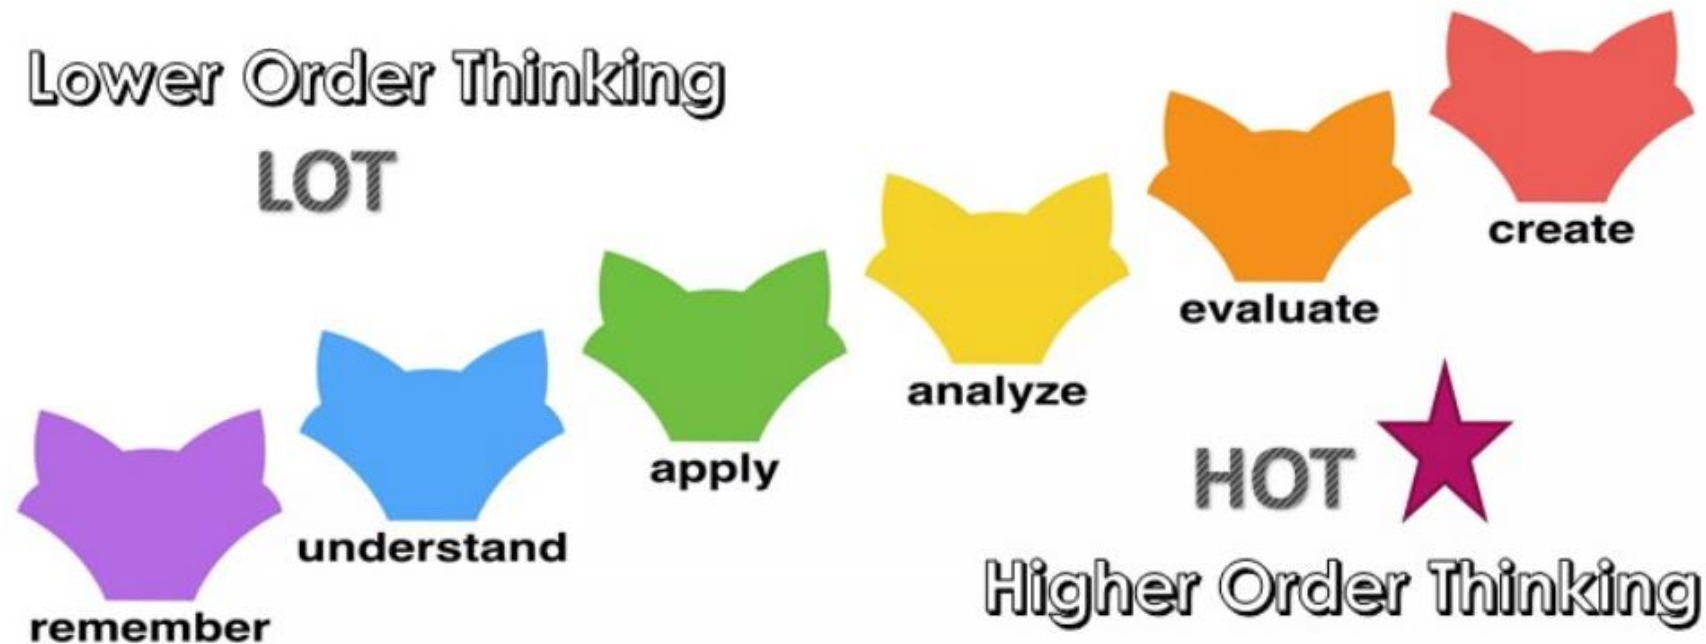 Lower Order Thinking
LOT
remember
understand
apply
analyze
evaluate
create
HOT
Higher Order Thinking